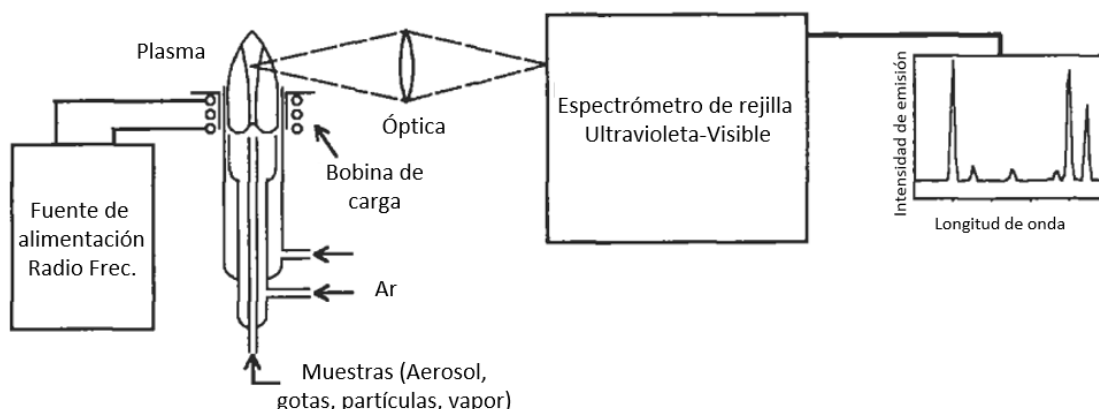 Plasma
Óptica
Bobina de
carga
Fuente de
alimentación
Radio Frec.
Ar
Muestras (Aerosol,
gotas, partículas, vapor)
Espectrómetro de rejilla
Ultravioleta-Visible
Intensidad de emisión
Longitud de onda